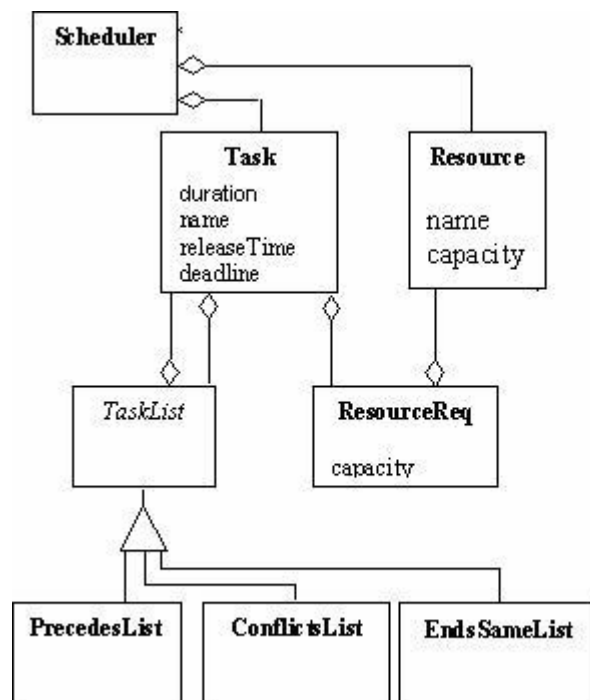 Scheduler
Task
duration
name
releaseTime
deadline
Resource
name
capacity
TaskList
ResourceReq
capacity
PrecedesList
ConflictsList
EndsSameList